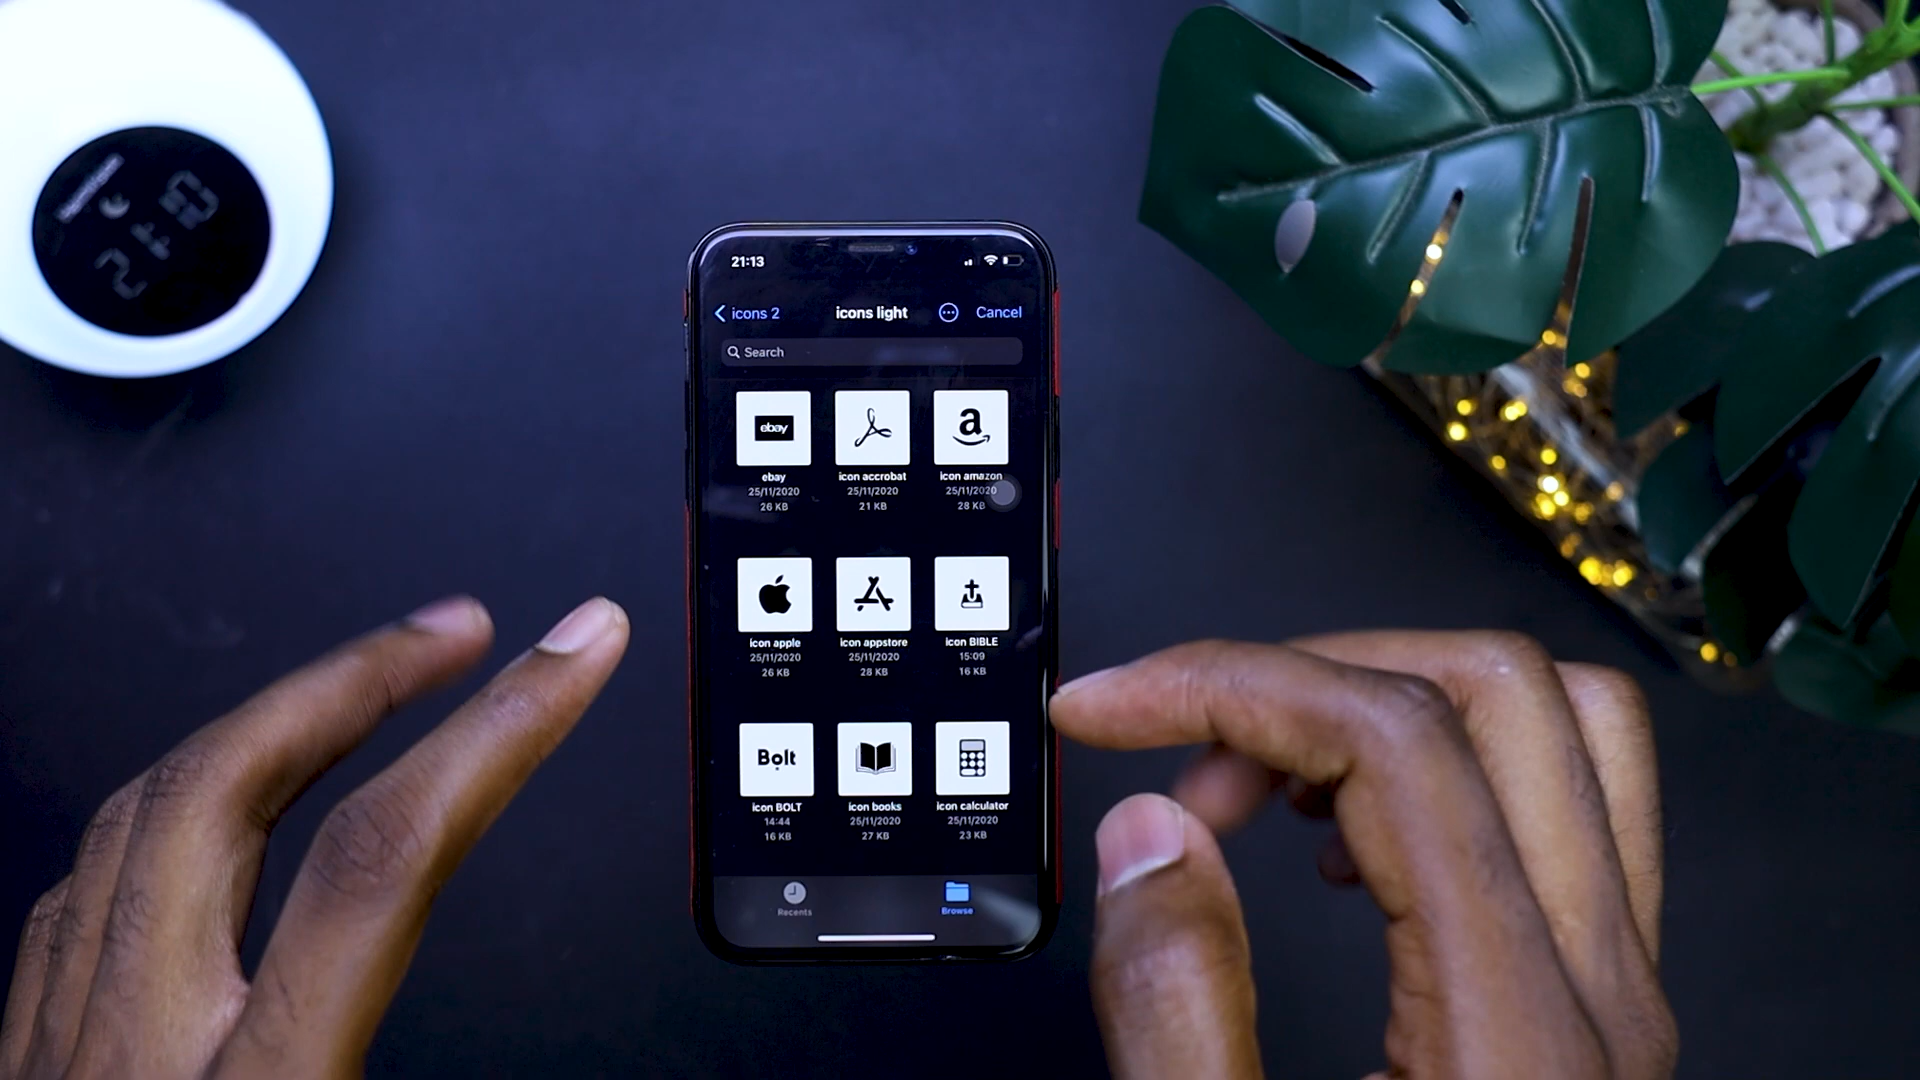 21:13
icons 2
icons light
Cancel
Search
ebay
a
ebay
icon accrobat
icon amazon
25/11/2020
25/11/2020
25/11/2020
26 KB
21 KB
28 KB
icon apple
icon appstore
icon BIBLE
25/11/2020
25/11/2020
15:09
26 KB
28 KB
16 KB
Bolt
icon BOLT
icon books
icon calculator
14:44
25/11/2020
25/11/2020
16 KB
27 KB
23 KB
Recents
Browse